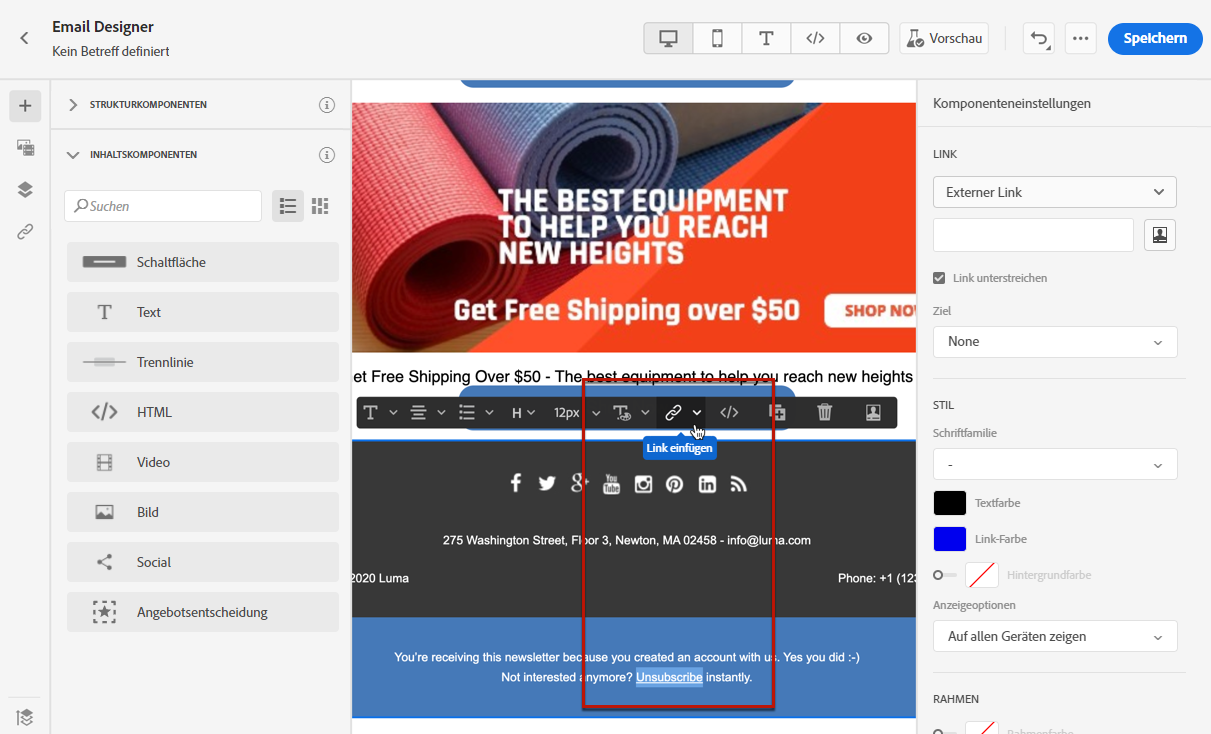 Email Designer
Kein Betreff definiert
Vorschau
Speichern
STRUKTURKOMPONENTEN
INHALTSKOMPONENTEN
Suchen
Schaltfläche
Text
Trennlinie
HTML
Video
Bild
Social
Angebotsentscheidung
THE BEST EQUIPMENT
TO HELP YOU REACH
NEW HEIGHTS
Get Free Shipping over $50
SHOP NO
et Free Shipping Over $50 - The best equipment to help you reach new heights
H
12px
Link einfügen
You
Tube
275 Washington Street, Floor 3, Newton, MA 02458 - info@luma.com
2020 Luma
Phone: +1 (123
You're receiving this newsletter because you created an account with us. Yes you did :-)
Not interested anymore? Unsubscribe instantly.
Komponenteneinstellungen
LINK
Externer Link
Link unterstreichen
Ziel
None
STIL
Schriftfamilie
-
Textfarbe
Link-Farbe
Hintergrundfarbe
Anzeigeoptionen
Auf allen Geräten zeigen
RAHMEN
Rahmenfarbe